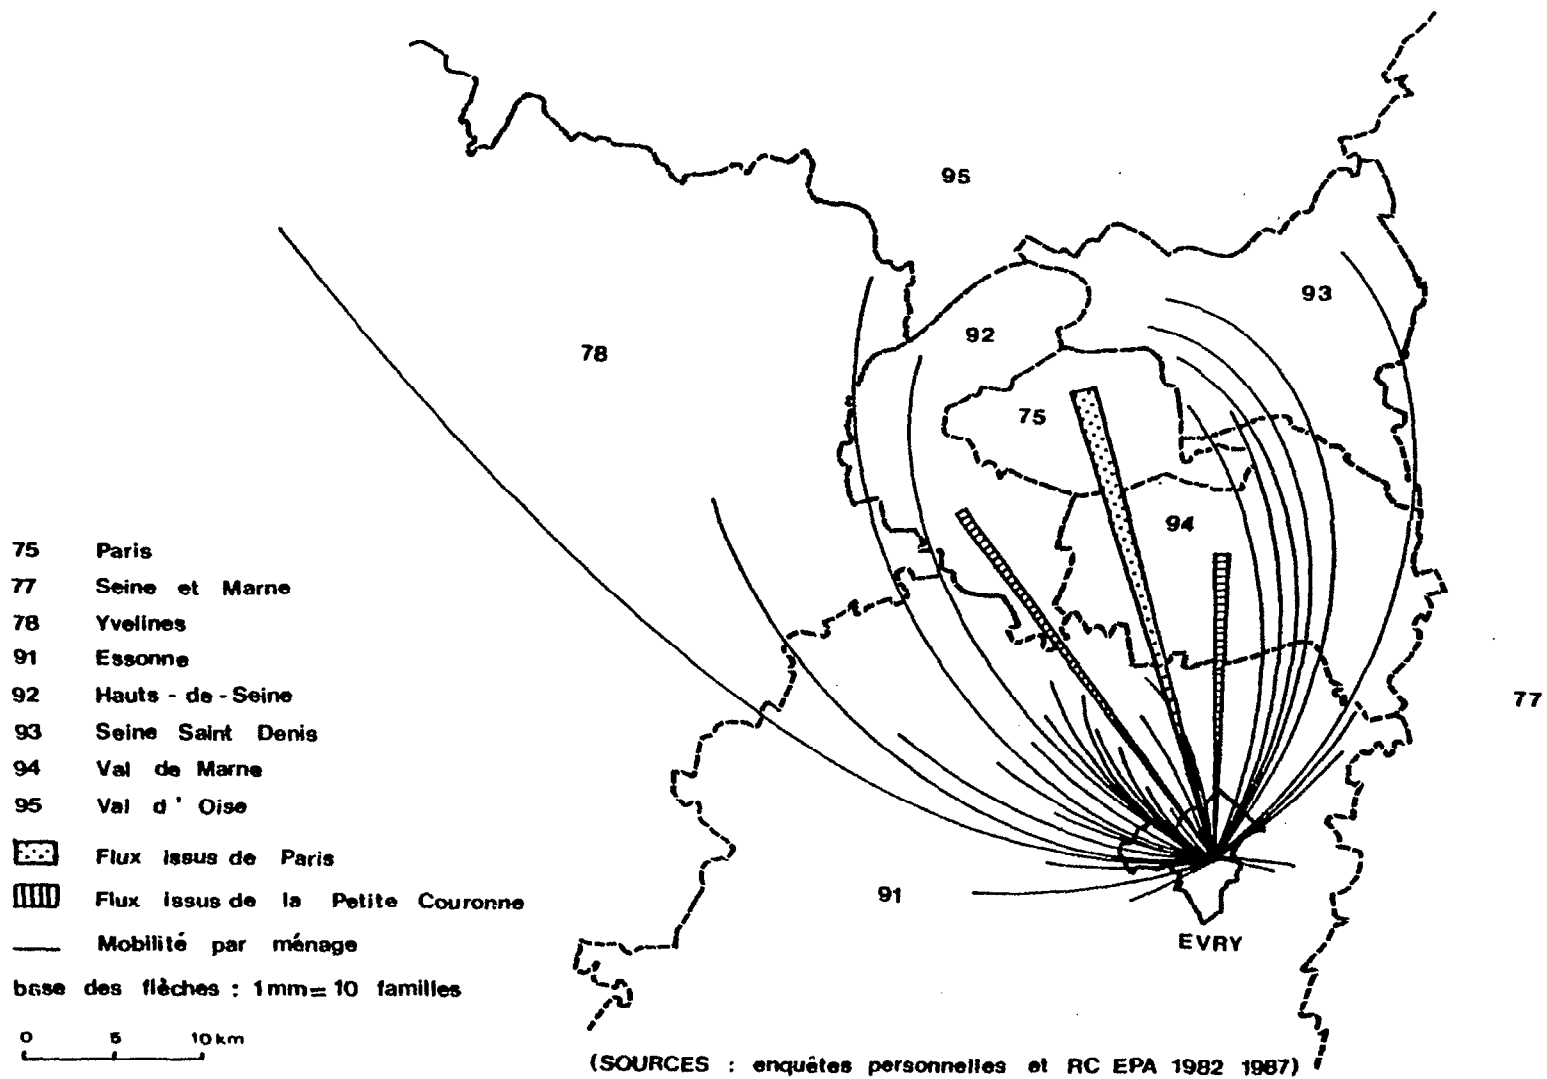 95
93
92
78
75
94
77
91
EVRY
75 Paris
77 Seine et Marne
78 Yvelines
91 Essonne
92 Hauts - de - Seine
93 Seine Saint Denis
94 Val de Marne
95 Val d ' Oise
Flux issus de Paris
Flux issus de la Petite Couronne
Mobilité par ménage
base des flèches : 1mm = 10 familles
0 5 10 km
(SOURCES : enquêtes personnelles et RC EPA 1982 1987)